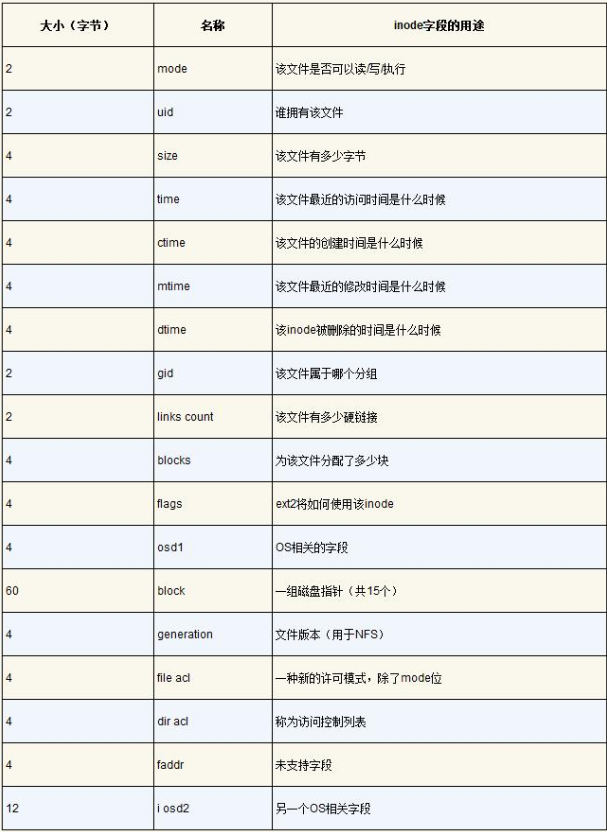 大小（字节） 名称 inode字段的用途
2 mode 该文件是否可以读/写/执行
2 uid 谁拥有该文件
4 size 该文件有多少字节
4 time 该文件最近的访问时间是什么时候
4 ctime 该文件的创建时间是什么时候
4 mtime 该文件最近的修改时间是什么时候
4 dtime 该inode被删除的时间是什么时候
2 gid 该文件属于哪个分组
2 links count 该文件有多少硬链接
4 blocks 为该文件分配了多少块
4 flags ext2将如何使用该inode
4 osd1 OS相关的字段
60 block 一组磁盘指针（共15个）
4 generation 文件版本（用于NFS）
4 file acl 一种新的许可模式，除了mode位
4 dir acl 称为访问控制列表
4 faddr 未支持字段
12 i osd2 另一个OS相关字段